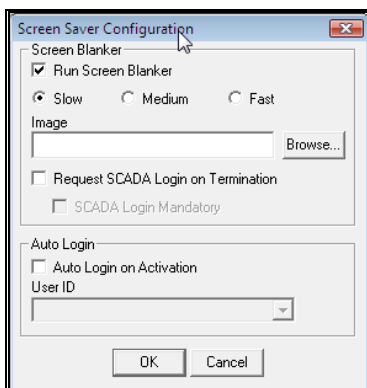 Screen Saver Configuration
Screen Blanker
Run Screen Blanker
Slow Medium Fast
Image
Browse...
Request SCADA Login on Termination
SCADA Login Mandatory
Auto Login
Auto Login on Activation
User ID
OK Cancel